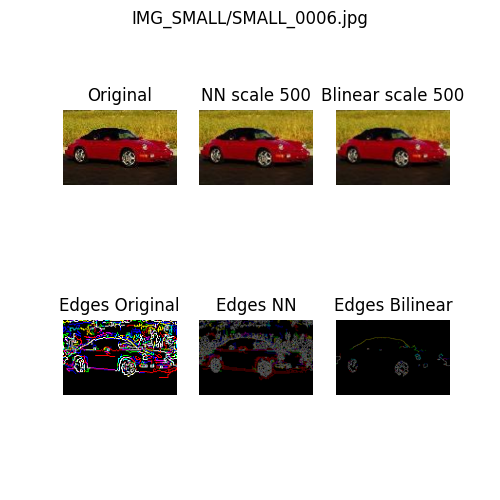 IMG_SMALL/SMALL_0006.jpg
Original
NN scale 500
Blinear scale 500
Edges Original
Edges NN
Edges Bilinear